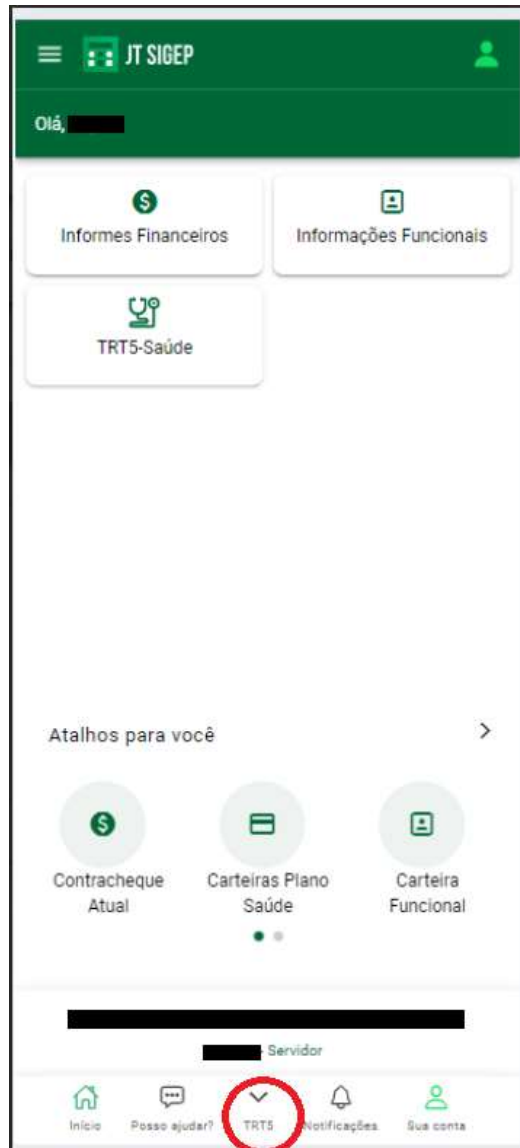 JT SIGEP
Olá,
Informes Financeiros
Informações Funcionais
TRT5-Saúde
Atalhos para você
Contracheque
Atual
Carteiras Plano
Saúde
Carteira
Funcional
- Servidor
Início
Posso ajudar?
TRT5
Notificações
Sua conta